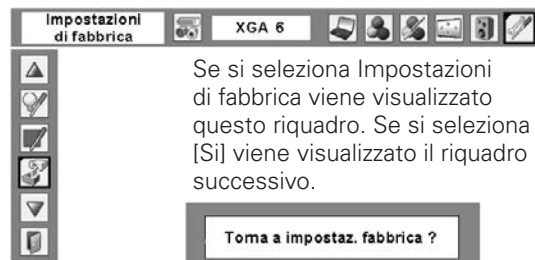 Impostazioni
di fabbrica
XGA 6
Se si seleziona Impostazioni
di fabbrica viene visualizzato
questo riquadro. Se si seleziona
[Si] viene visualizzato il riquadro
successivo.
Torna a impostaz. fabbrica ?